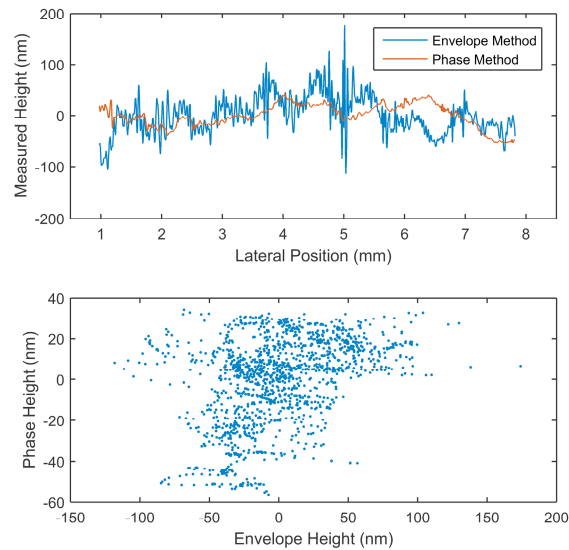 200
100
0
-100
-200
Measured Height (nm)
Envelope Method
Phase Method
1 2 3 4 5 6 7 8
Lateral Position (mm)
40
20
0
-20
-40
-60
Phase Height (nm)
-150 -100 -50 0 50 100 150 200
Envelope Height (nm)